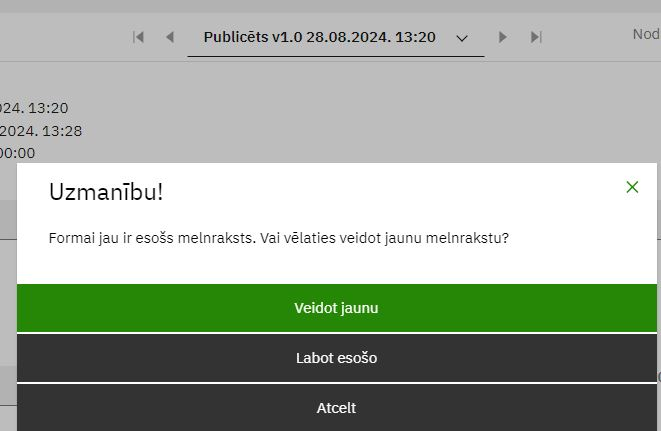 Publicēts v1.0 28.08.2024. 13:20
Nod
024. 13:20
2024. 13:28
00:00
Uzmanību!
Formai jau ir esošs melnraksts. Vai vēlaties veidot jaunu melnrakstu?
Veidot jaunu
Labot esošo
Atcelt